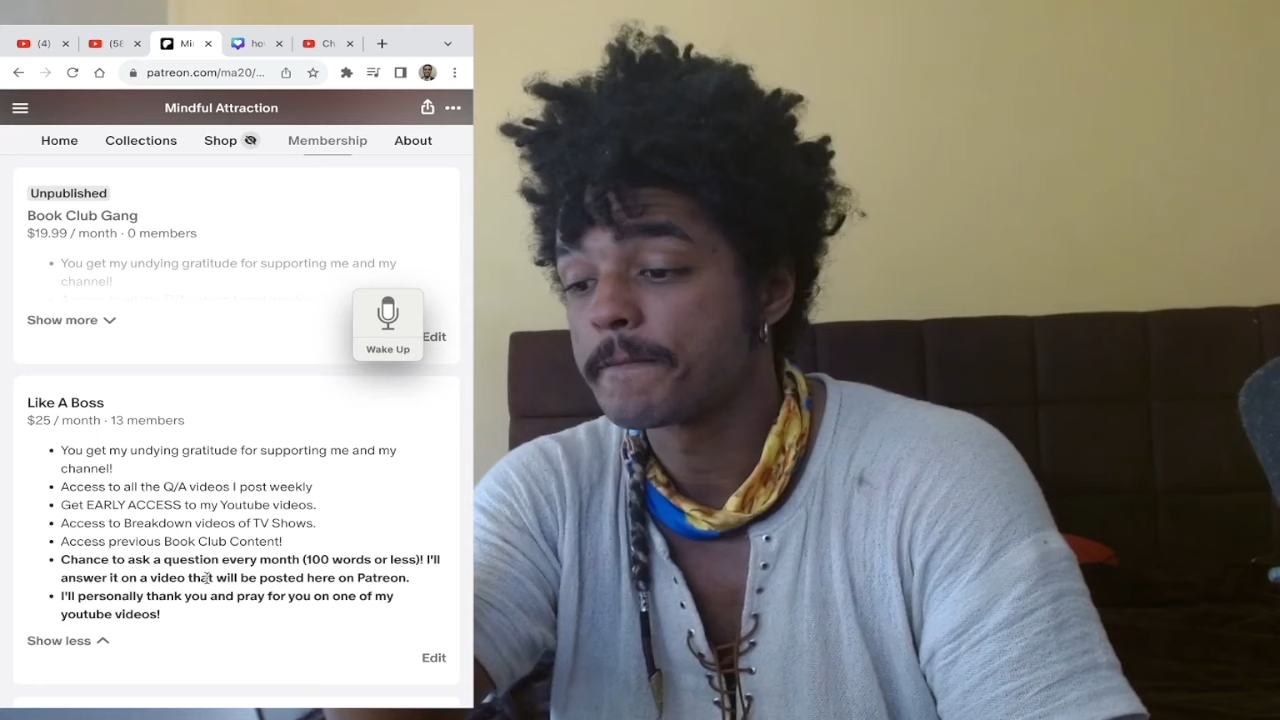 (4)
(58
Mi
ho
Ch
patreon.com/ma20/...
Mindful Attraction
Home
Collections
Shop
Membership
About
Unpublished
Book Club Gang
$19.99 / month · 0 members
• You get my undying gratitude for supporting me and my
channel!
Show more
Edit
Wake Up
Like A Boss
$25 / month · 13 members
• You get my undying gratitude for supporting me and my
channel!
• Access to all the Q/A videos I post weekly
• Get EARLY ACCESS to my Youtube videos.
• Access to Breakdown videos of TV Shows.
• Access previous Book Club Content!
• Chance to ask a question every month (100 words or less)! I'll
answer it on a video that will be posted here on Patreon.
• I'll personally thank you and pray for you on one of my
youtube videos!
Show less
Edit